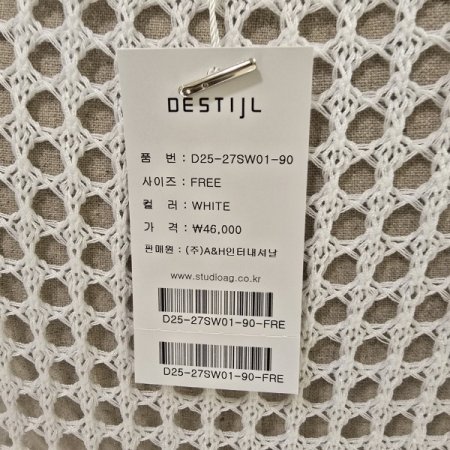 DESTIJL
품 번 : D25-27SW01-90
사이즈 : FREE
컬 러 : WHITE
가 격 : ₩46,000
판매원 : (주)A&H인터내셔날
www.studioag.co.kr
D25-27SW01-90-FRE
D25-27SW01-90-FRE